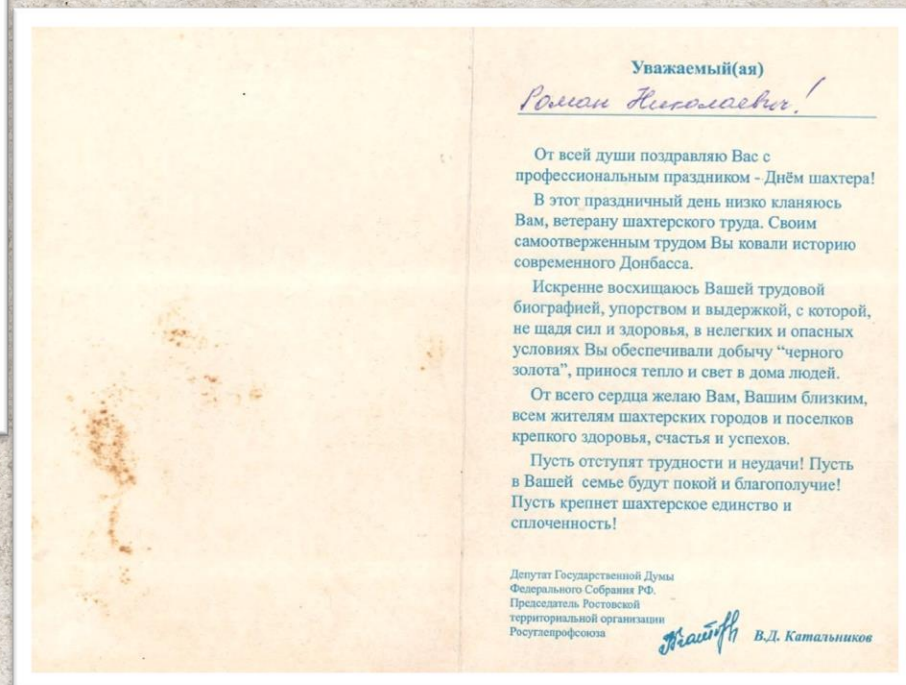 Уважаемый(ая)
Роман Николаевич!
От всей души поздравляю Вас с
профессиональным праздником - Днём шахтера!
В этот праздничный день низко кланяюсь
Вам, ветерану шахтерского труда. Своим
самоотверженным трудом Вы ковали историю
современного Донбасса.
Искренне восхищаюсь Вашей трудовой
биографией, упорством и выдержкой, с которой,
не щадя сил и здоровья, в нелегких и опасных
условиях Вы обеспечивали добычу “черного
золота”, принося тепло и свет в дома людей.
От всего сердца желаю Вам, Вашим близким,
всем жителям шахтерских городов и поселков
крепкого здоровья, счастья и успехов.
Пусть отступят трудности и неудачи! Пусть
в Вашей семье будут покой и благополучие!
Пусть крепнет шахтерское единство и
сплоченность!
Депутат Государственной Думы
Федерального Собрания РФ.
Председатель Ростовской
территориальной организации
Росуглепрофсоюза
В.Д. Катальников